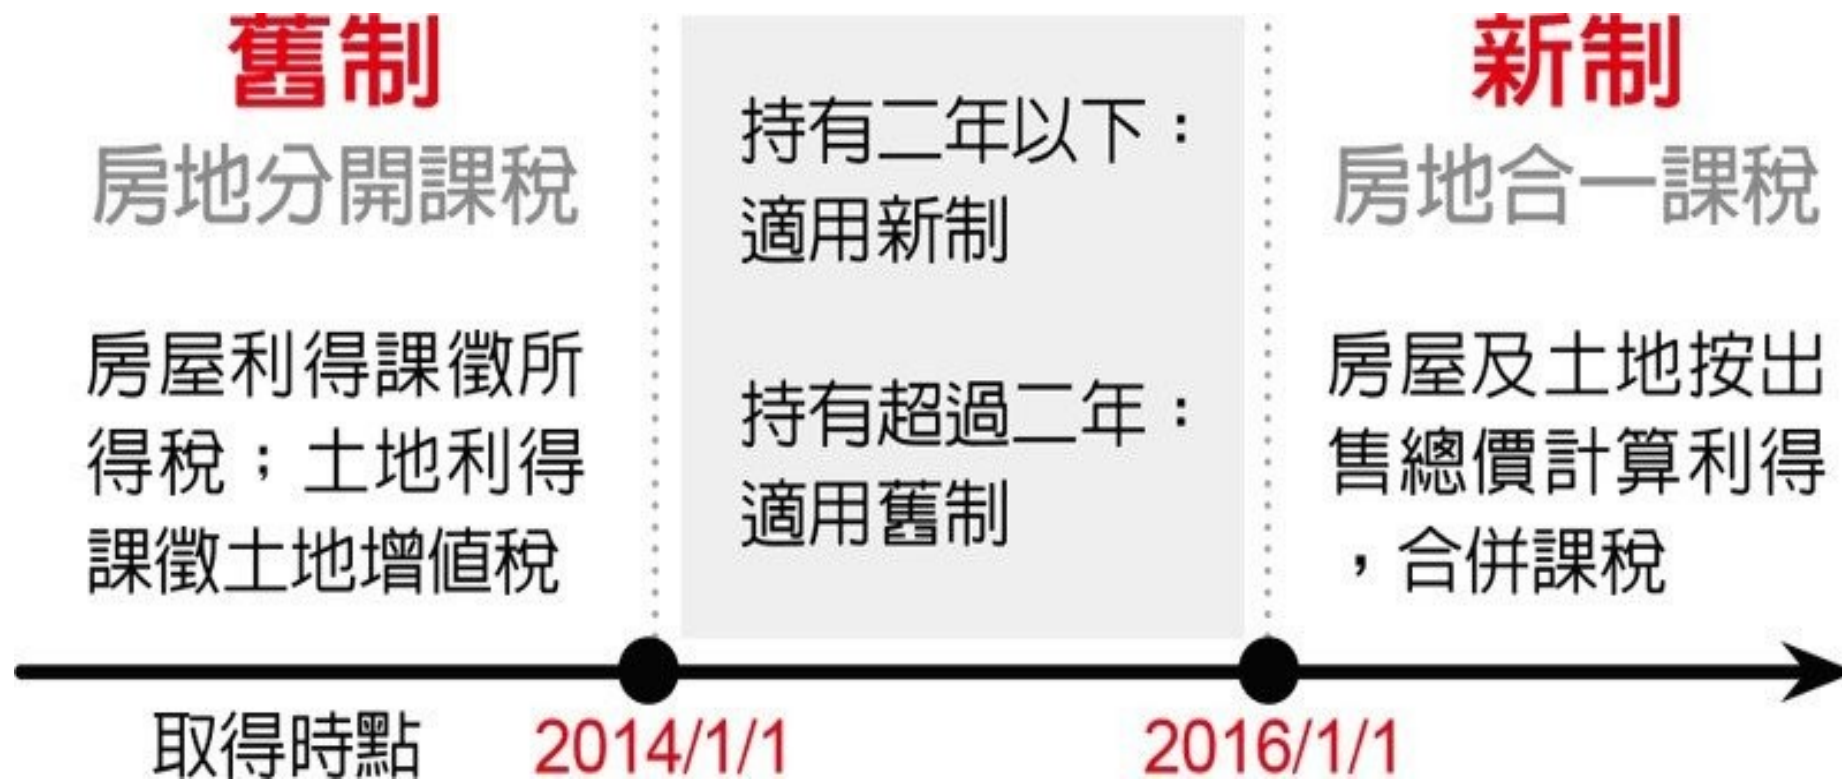 舊制
房地分開課稅
房屋利得課徵所
得稅；土地利得
課徵土地增值稅
持有二年以下：
適用新制
持有超過二年：
適用舊制
新制
房地合一課稅
房屋及土地按出
售總價計算利得
，合併課稅
取得時點
2014/1/1
2016/1/1